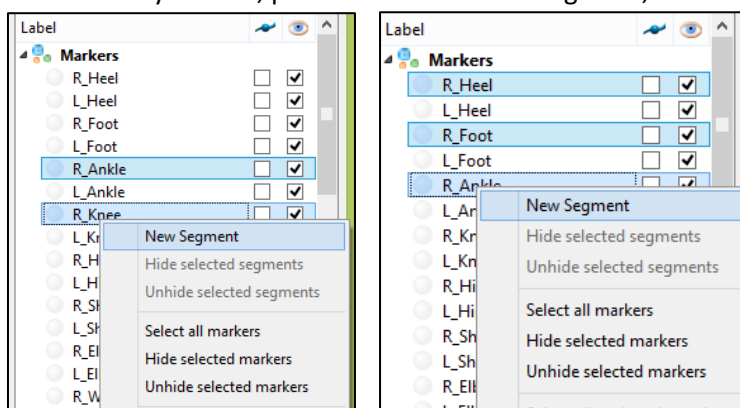 Label
Markers
R_Heel
L_Heel
R_Foot
L_Foot
R_Ankle
L_Ankle
R_Knee
New Segment
Hide selected segments
Unhide selected segments
Select all markers
Hide selected markers
Unhide selected markers
Label
Markers
R_Heel
L_Heel
R_Foot
L_Foot
R_Ankle
New Segment
Hide selected segments
Unhide selected segments
Select all markers
Hide selected markers
Unhide selected markers